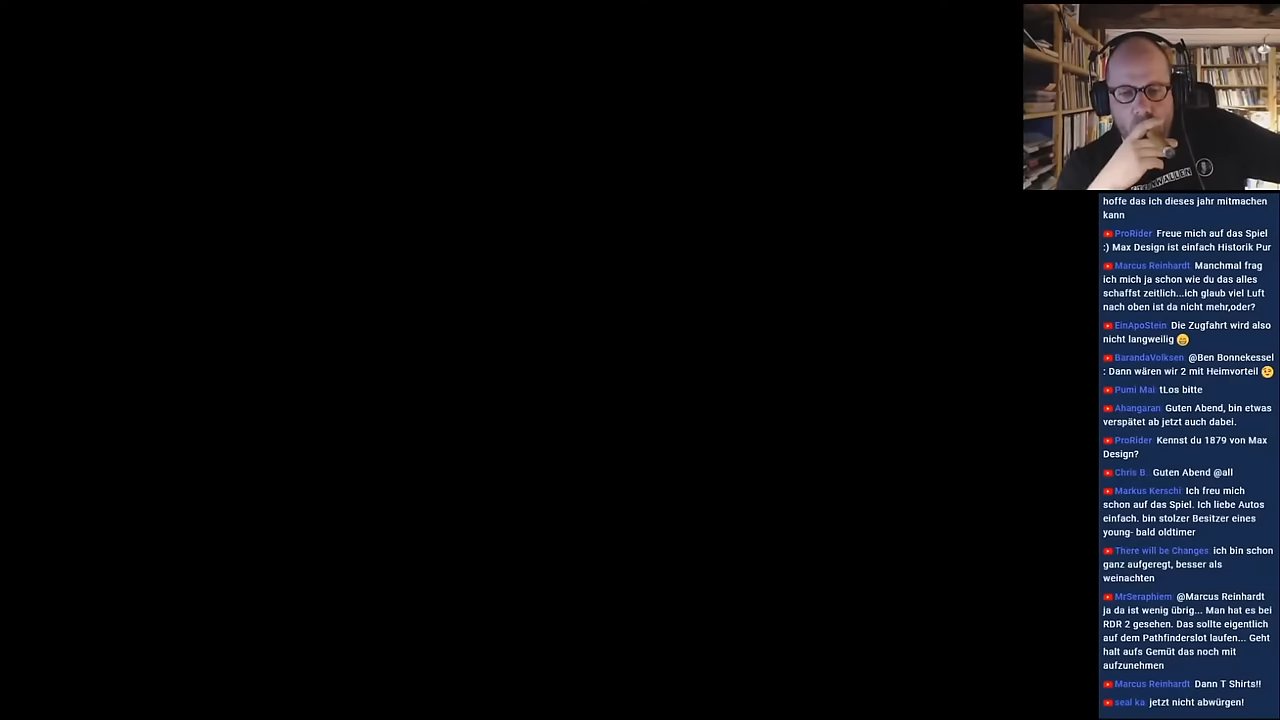 WALLEN
hoffe das ich dieses jahr mitmachen
kann
ProRider Freue mich auf das Spiel
:) Max Design ist einfach Historik Pur
Marcus Reinhardt Manchmal frag
ich mich ja schon wie du das alles
schaffst zeitlich...ich glaub viel Luft
nach oben ist da nicht mehr,oder?
EinApoStein Die Zugfahrt wird also
nicht langweilig
BarandaVolksen @Ben Bonnekessel
: Dann wären wir 2 mit Heimvorteil
Pumi Mai tLos bitte
Ahangaran Guten Abend, bin etwas
verspätet ab jetzt auch dabei.
ProRider Kennst du 1879 von Max
Design?
Chris B. Guten Abend @all
Markus Kerschi Ich freu mich
schon auf das Spiel. Ich liebe Autos
einfach. bin stolzer Besitzer eines
young- bald oldtimer
There will be Changes ich bin schon
ganz aufgeregt, besser als
weinachten
MrSeraphiem @Marcus Reinhardt
ja da ist wenig übrig... Man hat es bei
RDR 2 gesehen. Das sollte eigentlich
auf dem Pathfinderslot laufen... Geht
halt aufs Gemüt das noch mit
aufzunehmen
Marcus Reinhardt Dann T Shirts!!
seal ka jetzt nicht abwürgen!